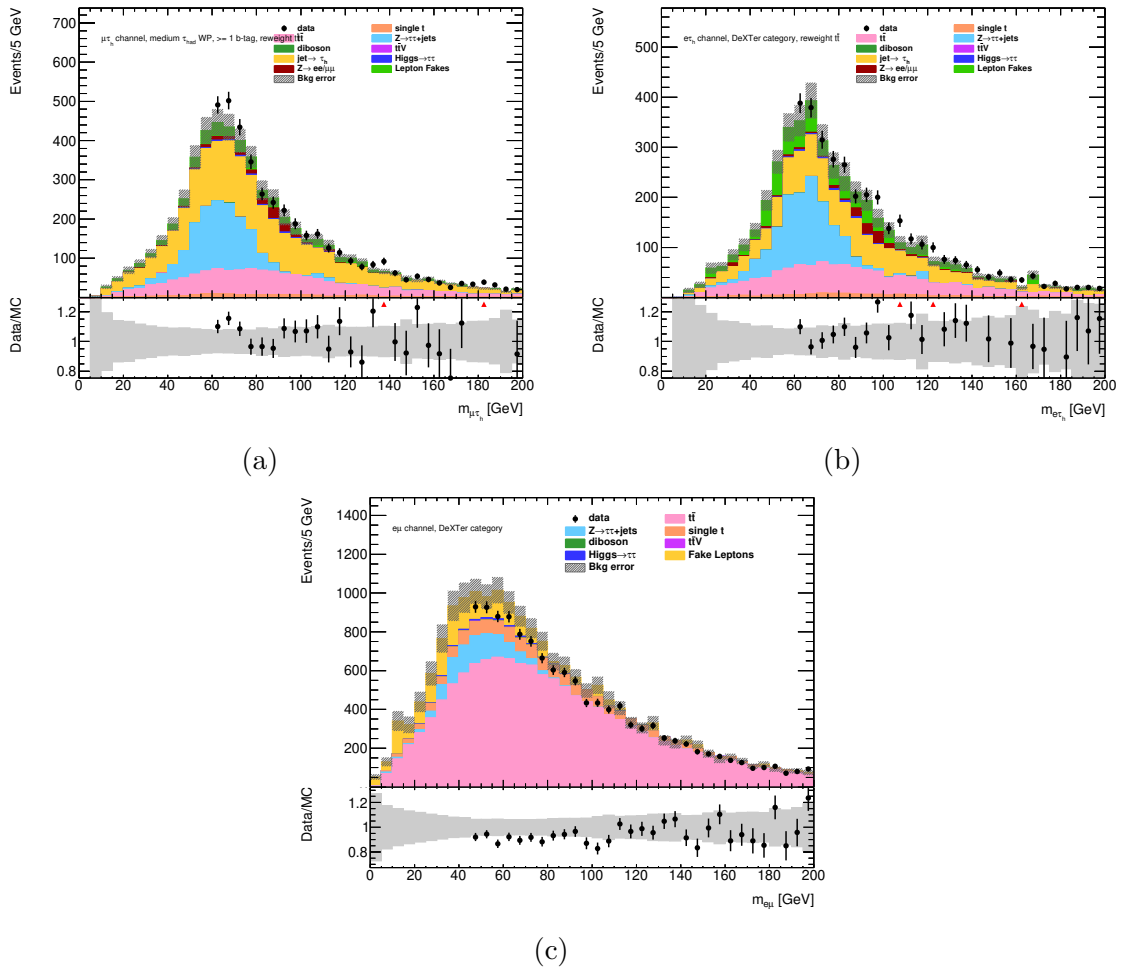 Events/5 GeV
700
600
500
400
300
200
100
μτh channel, medium τhad WP, >= 1 b-tag, reweight tt̄
data
tt̄
diboson
jet→ τh
Z→ ee/μμ
Bkg error
single t
Z→ττ+jets
tt̄V
Higgs→ττ
Lepton Fakes
Data/MC
1.2
1
0.8
0 20 40 60 80 100 120 140 160 180 200
mμτh [GeV]
(a)
Events/5 GeV
500
400
300
200
100
eτh channel, DeXTer category, reweight tt̄
data
tt̄
diboson
jet→ τh
Z→ ee/μμ
Bkg error
single t
Z→ττ+jets
tt̄V
Higgs→ττ
Lepton Fakes
Data/MC
1.2
1
0.8
0 20 40 60 80 100 120 140 160 180 200
meτh [GeV]
(b)
Events/5 GeV
1400
1200
1000
800
600
400
200
eμ channel, DeXTer category
data
Z→ττ+jets
diboson
Higgs→ττ
Bkg error
tt̄
single t
tt̄V
Fake Leptons
Data/MC
1.2
1
0.8
0 20 40 60 80 100 120 140 160 180 200
meμ [GeV]
(c)